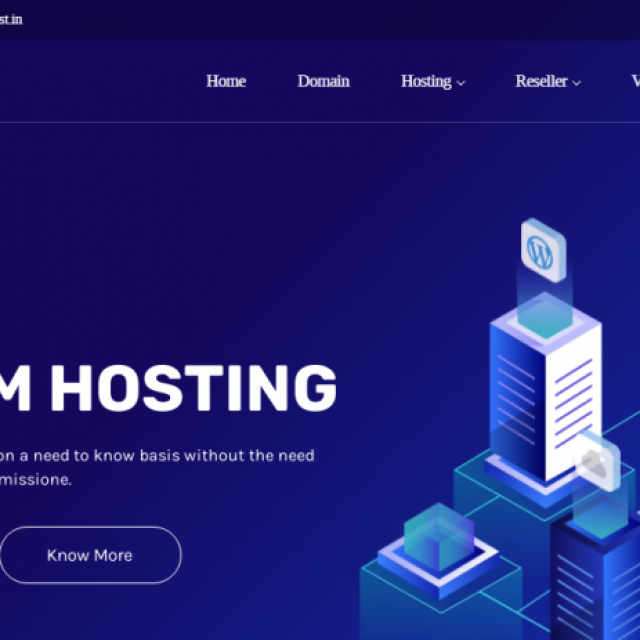 st.in
Home Domain Hosting Reseller V
M HOSTING
on a need to know basis without the need
missione.
Know More